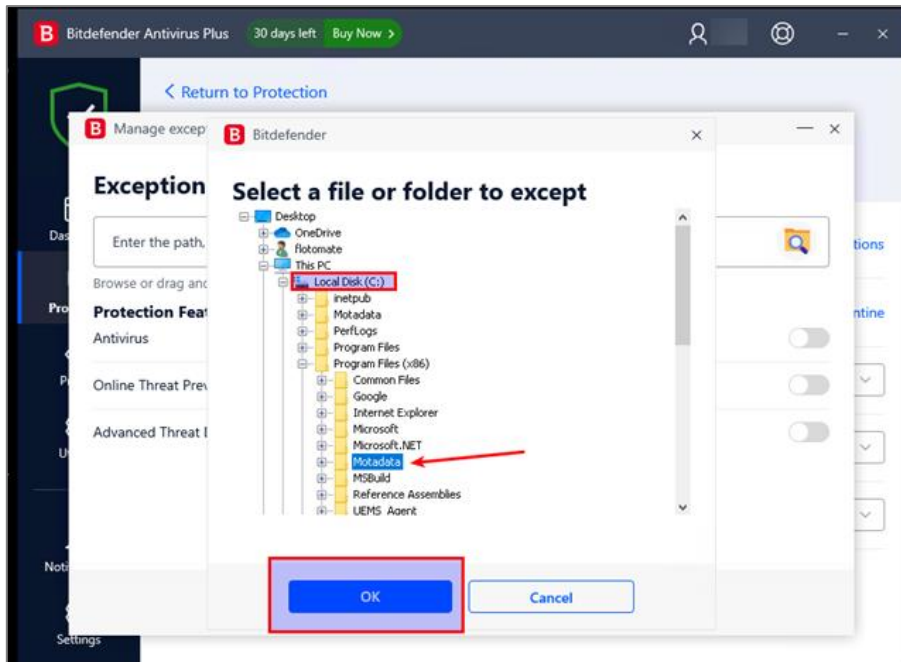 B Bitdefender Antivirus Plus 30 days left Buy Now >
< Return to Protection
B Manage excep
B Bitdefender
Exception
Select a file or folder to except
Enter the path,
Browse or drag and
Protection Feat
Antivirus
Online Threat Prev
Advanced Threat
Desktop
OneDrive
flotomate
This PC
Local Disk (C:)
inetpub
Motadata
PerfLogs
Program Files
Program Files (x86)
Common Files
Google
Internet Explorer
Microsoft
Microsoft.NET
Motadata
MSBuild
Reference Assemblies
UEMS_Agent
OK
Cancel
Das
Pro
P
U
Noti
Settings
tions
ntine